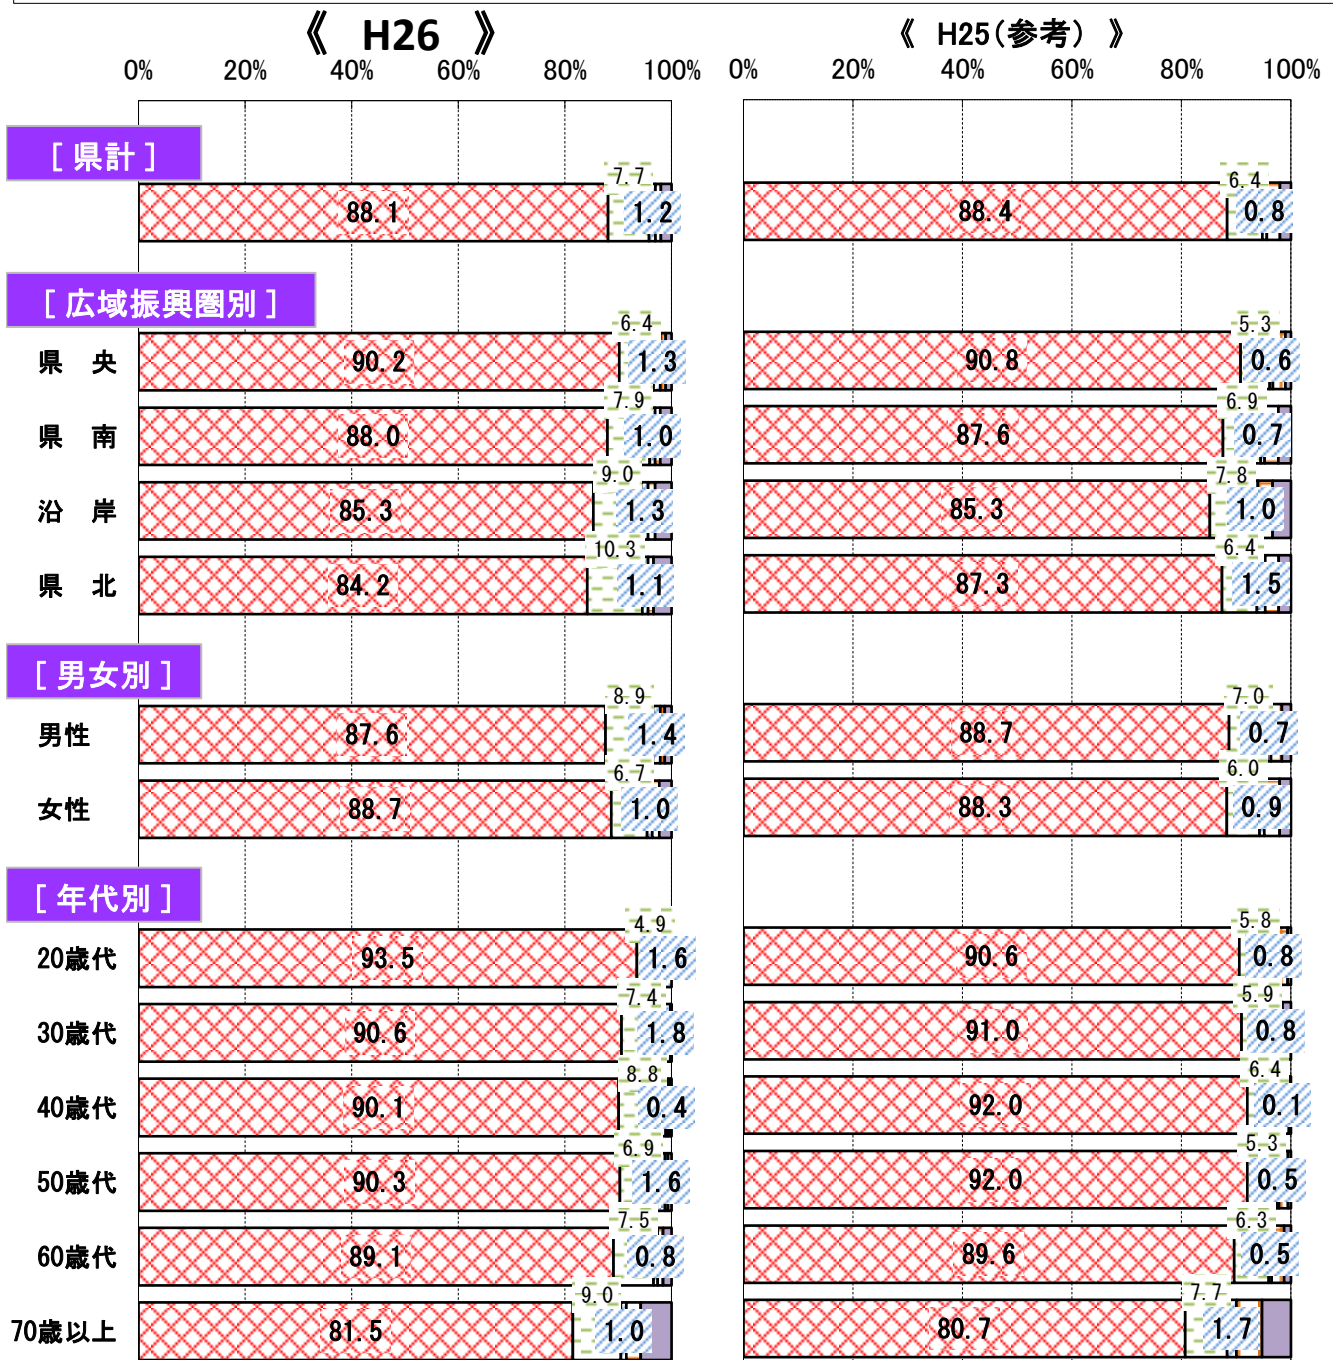 《 H26 》 《 H25(参考) 》
0% 20% 40% 60% 80% 100% 0% 20% 40% 60% 80% 100%
[ 県計 ]
7.7 6.4
88.1 1.2 88.4 0.8
[ 広域振興圏別 ]
6.4 5.3
県 央 90.2 1.3 90.8 0.6
7.9 6.9
県 南 88.0 1.0 87.6 0.7
9.0 7.8
沿 岸 85.3 1.3 85.3 1.0
10.3 6.4
県 北 84.2 1.1 87.3 1.5
[ 男女別 ]
8.9 7.0
男性 87.6 1.4 88.7 0.7
6.7 6.0
女性 88.7 1.0 88.3 0.9
[ 年代別 ]
4.9 5.8
20歳代 93.5 1.6 90.6 0.8
7.4 5.9
30歳代 90.6 1.8 91.0 0.8
8.8 6.4
40歳代 90.1 0.4 92.0 0.1
6.9 5.3
50歳代 90.3 1.6 92.0 0.5
7.5 6.3
60歳代 89.1 0.8 89.6 0.5
9.0 7.7
70歳以上 81.5 1.0 80.7 1.7